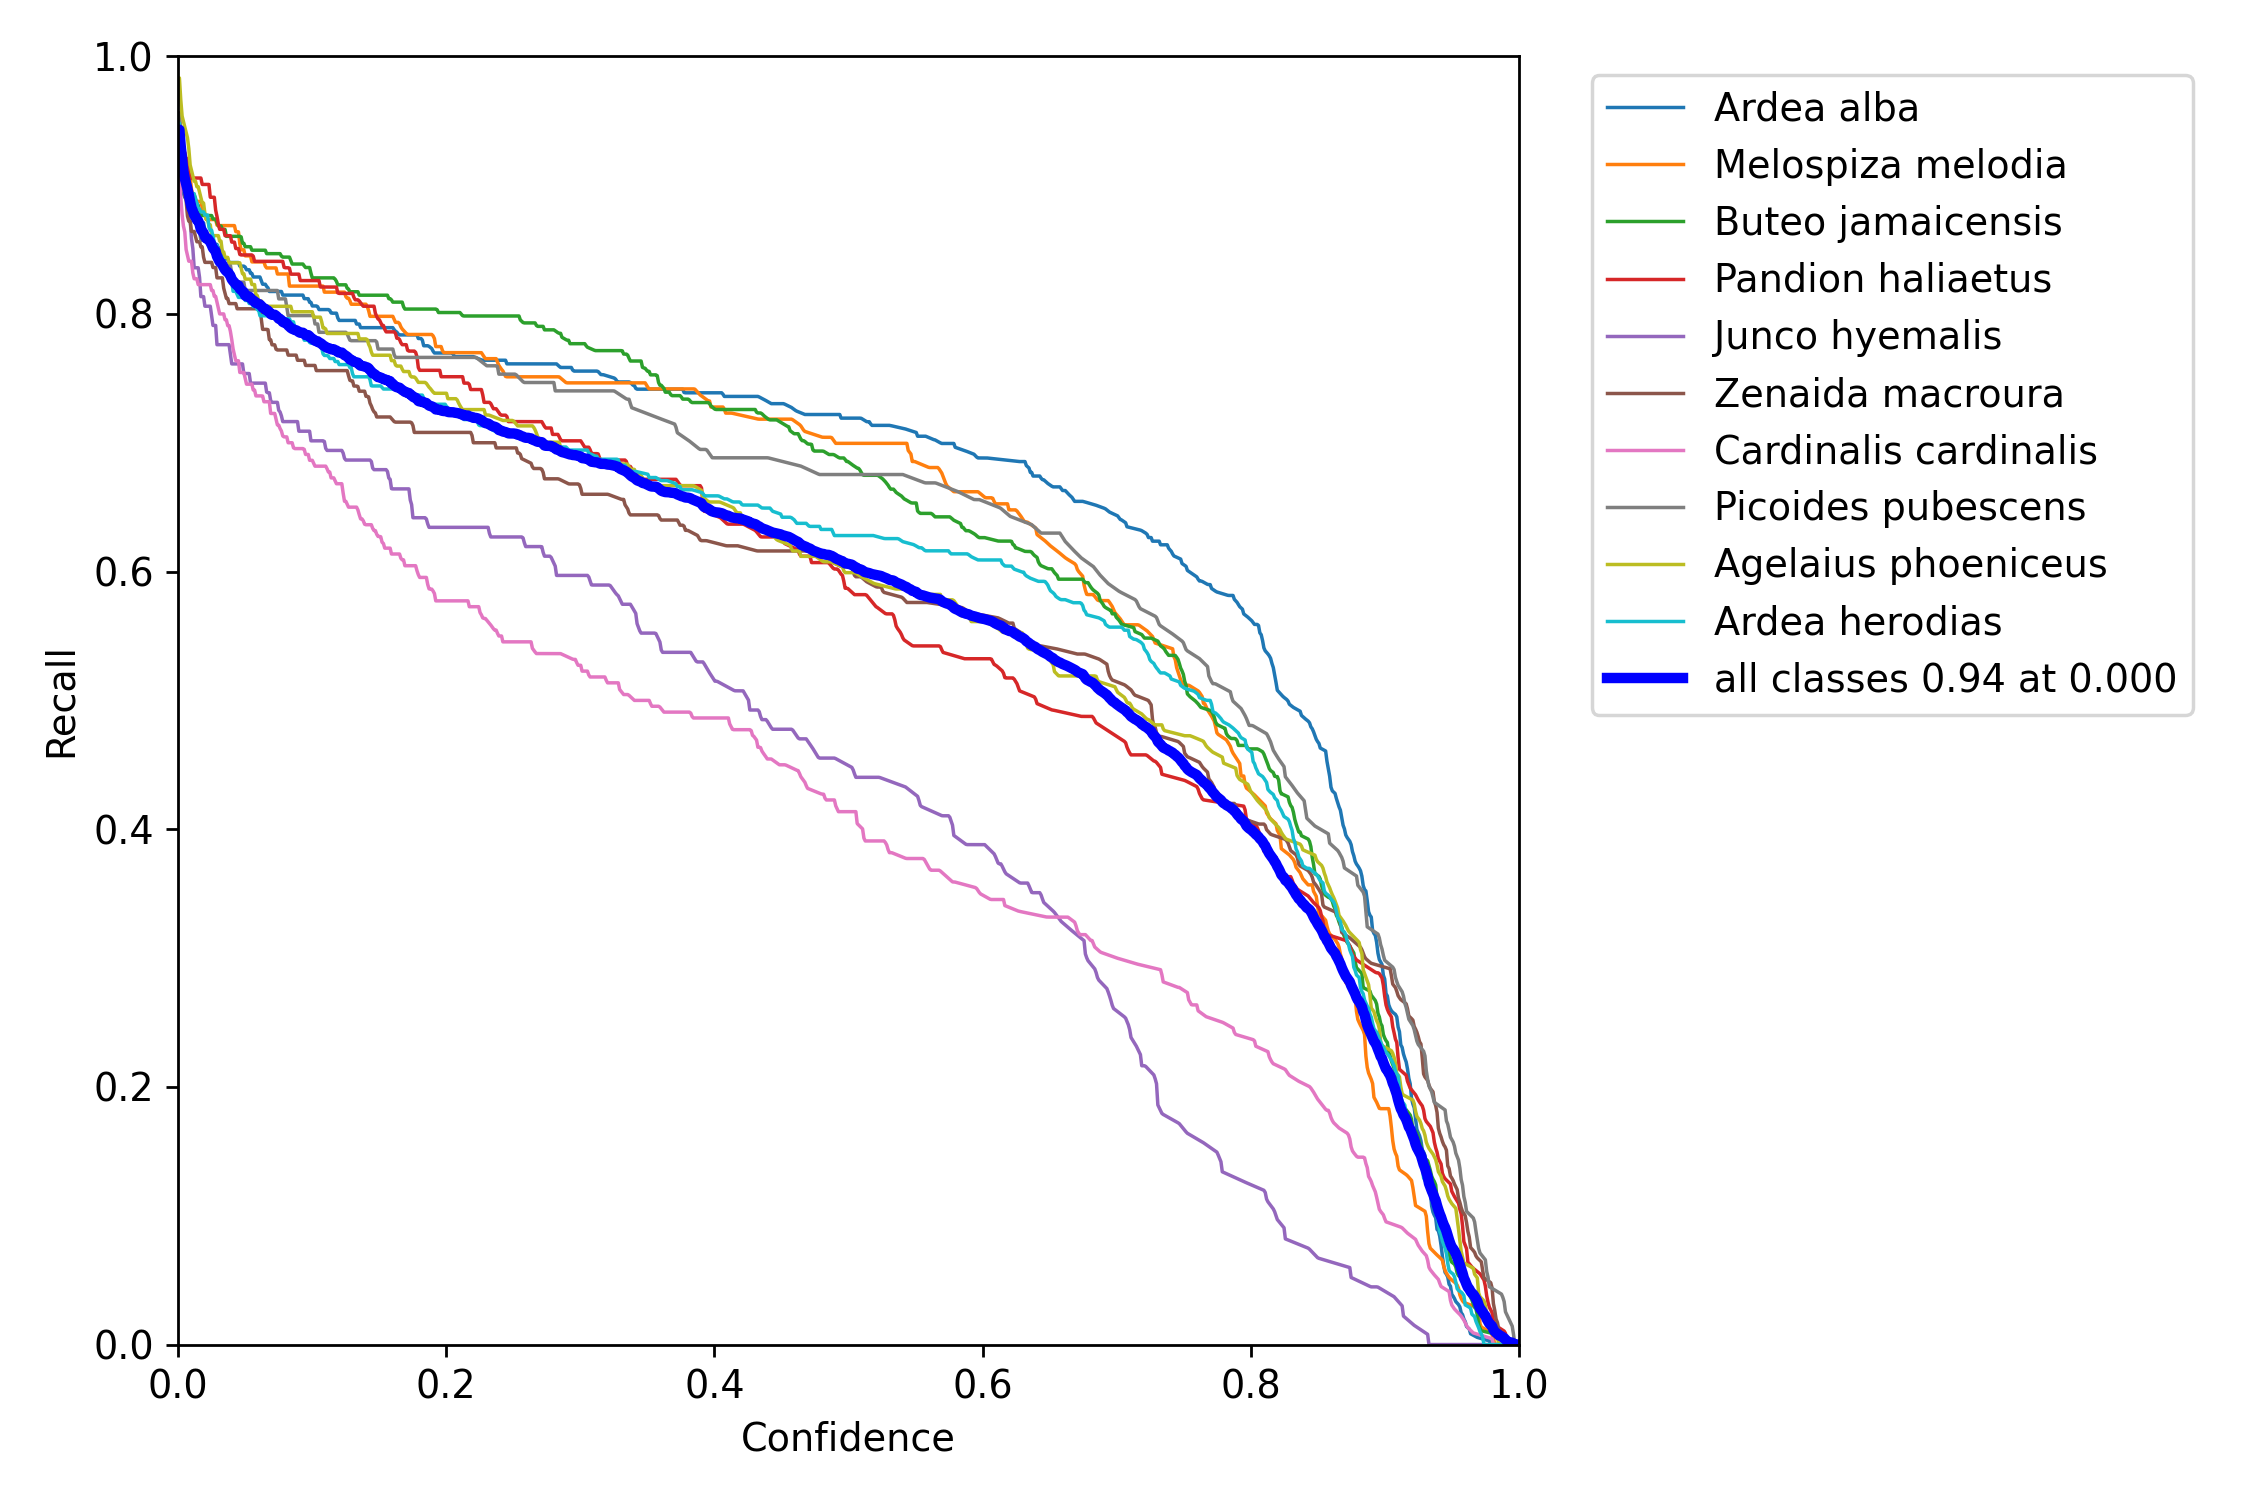 1.0
0.8
0.6
0.4
0.2
0.0
Recall
0.0 0.2 0.4 0.6 0.8 1.0
Confidence
Ardea alba
Melospiza melodia
Buteo jamaicensis
Pandion haliaetus
Junco hyemalis
Zenaida macroura
Cardinalis cardinalis
Picoides pubescens
Agelaius phoeniceus
Ardea herodias
all classes 0.94 at 0.000